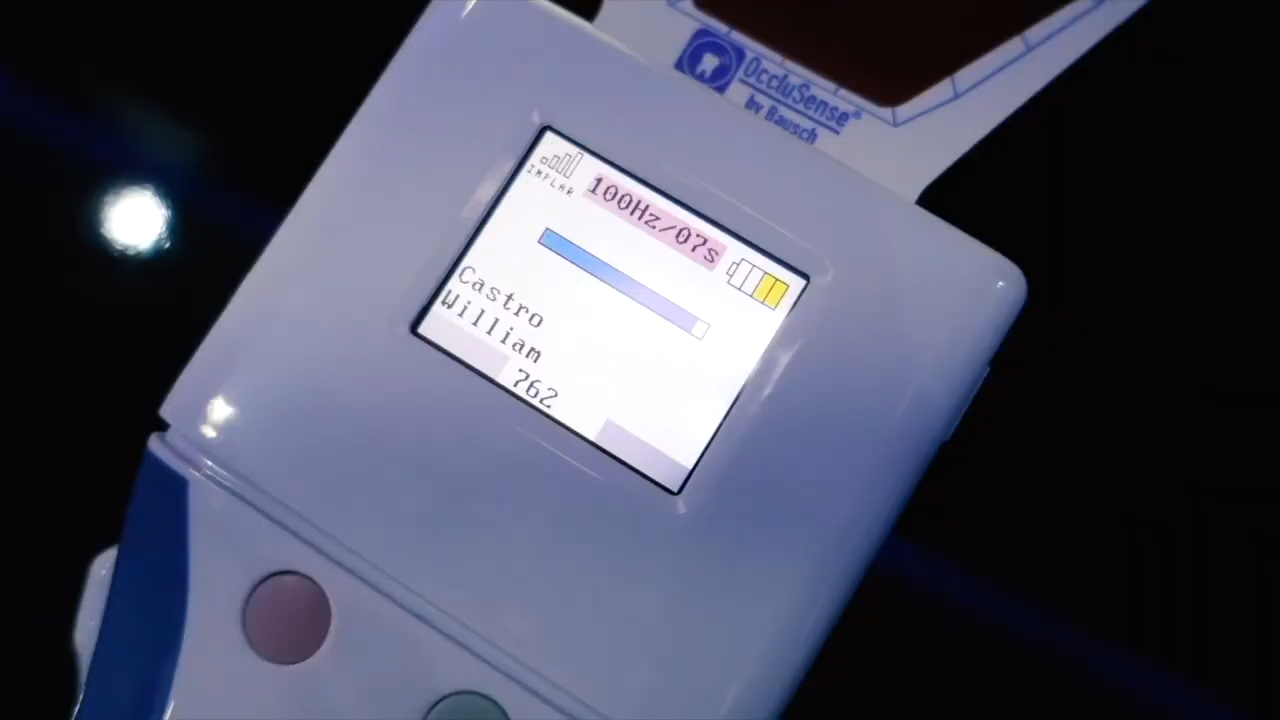 OccluSense®
by Bausch
IMPLAR
100Hz/07s
Castro
William
762